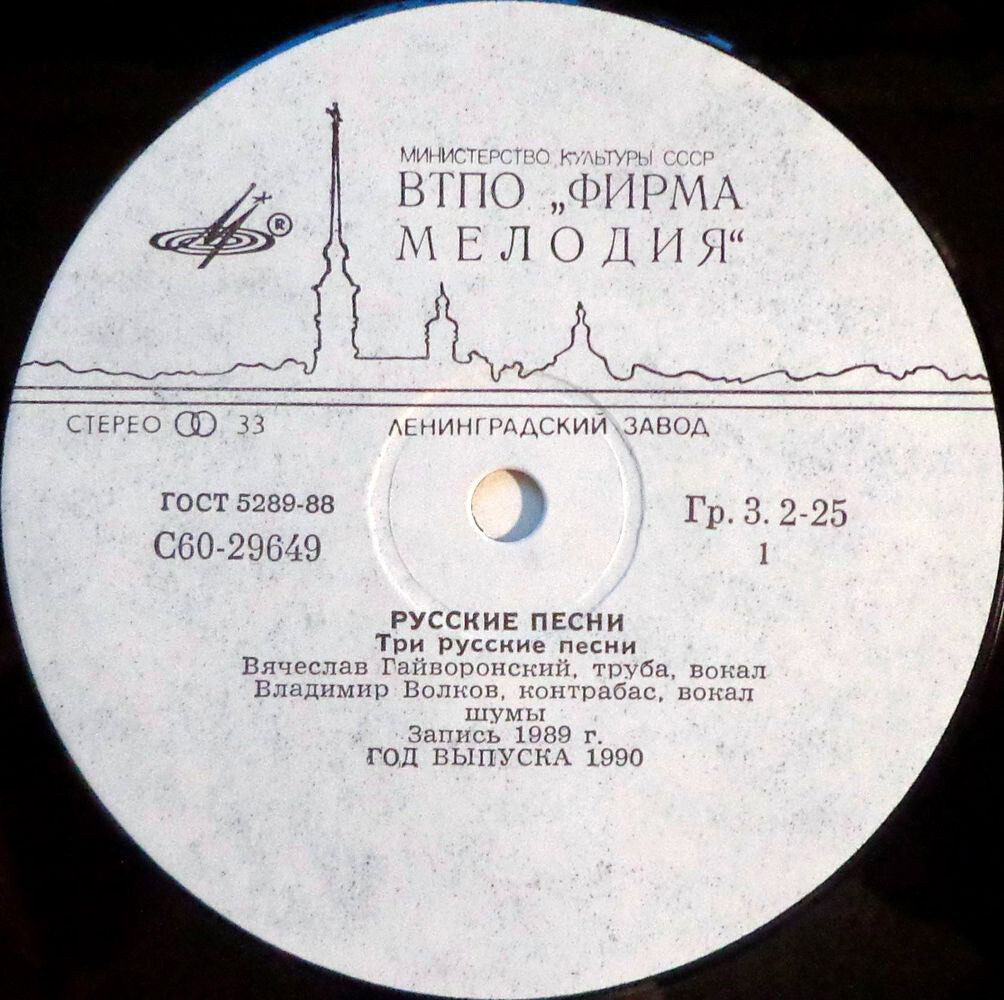 МИНИСТЕРСТВО КУЛЬТУРЫ СССР
ВТПО „ФИРМА
МЕЛОДИЯ“
®
СТЕРЕО 33
ЛЕНИНГРАДСКИЙ ЗАВОД
ГОСТ 5289-88
С60-29649
Гр. 3. 2-25
1
РУССКИЕ ПЕСНИ
Три русские песни
Вячеслав Гайворонский, труба, вокал
Владимир Волков, контрабас, вокал
шумы
Запись 1989 г.
ГОД ВЫПУСКА 1990